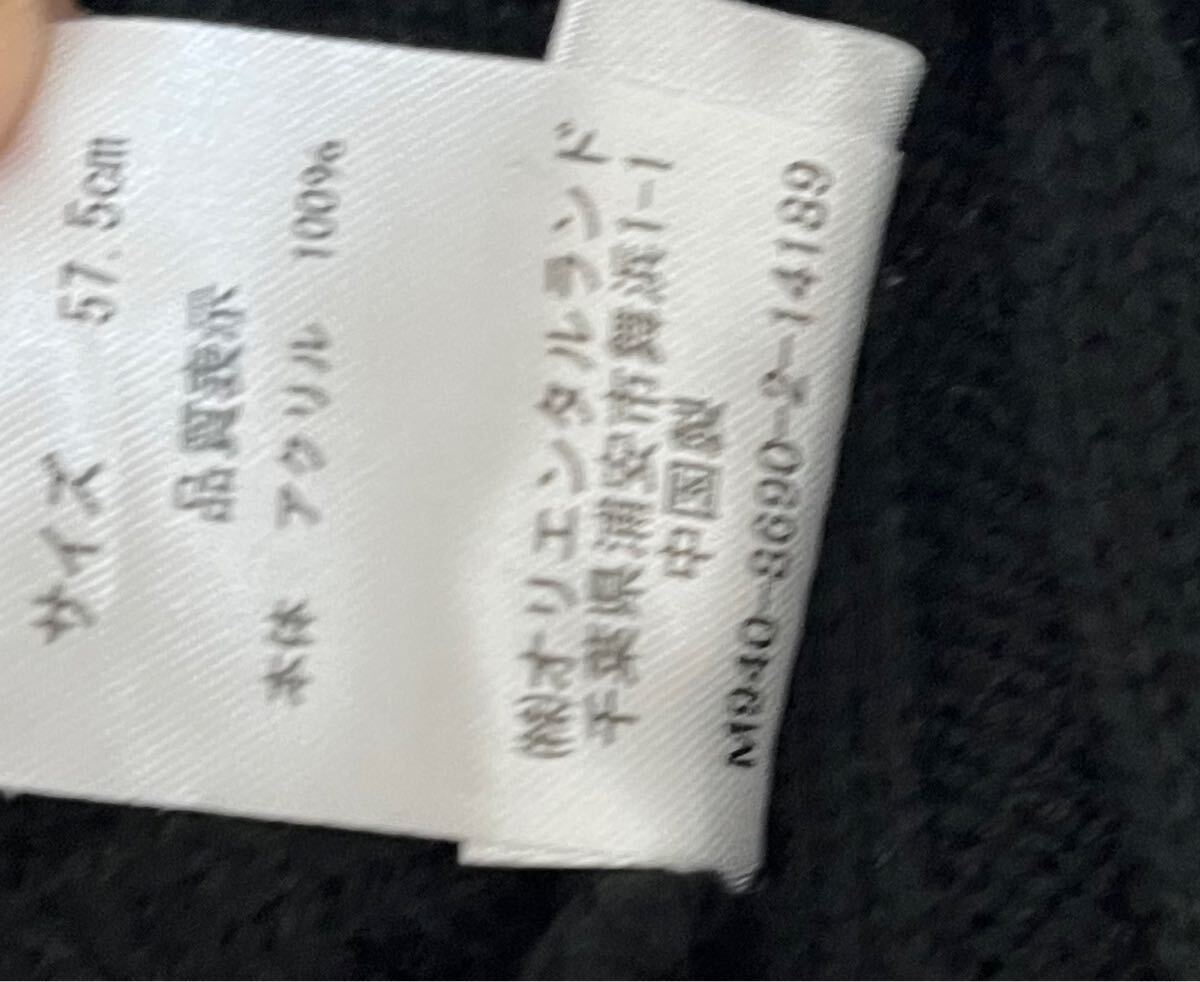 サイズ 57.5cm
品質表示
本体 アクリル 100%
㈱オリエンタルランド
千葉県浦安市舞浜1-1
中国製
M940-8690-2-14189